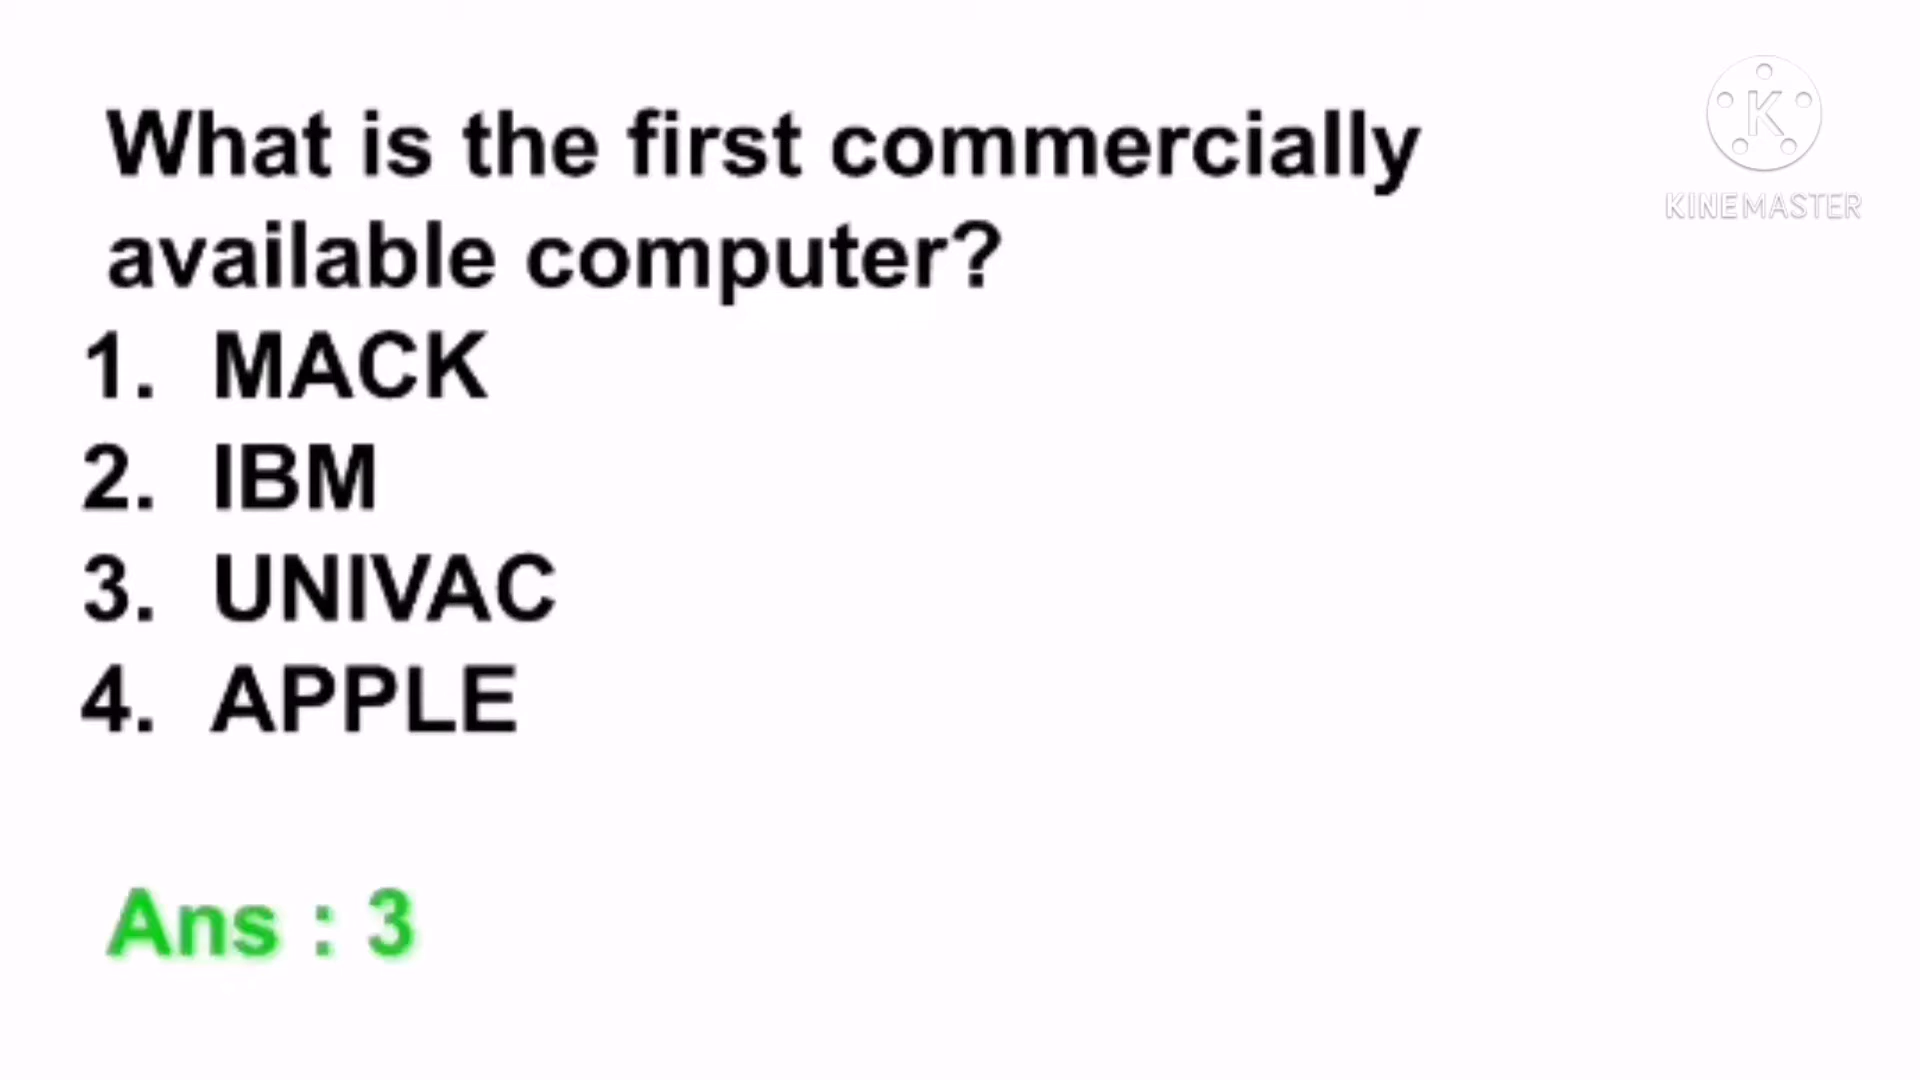 What is the first commercially
available computer?
1. MACK
2. IBM
3. UNIVAC
4. APPLE
Ans : 3
K
KINEMASTER